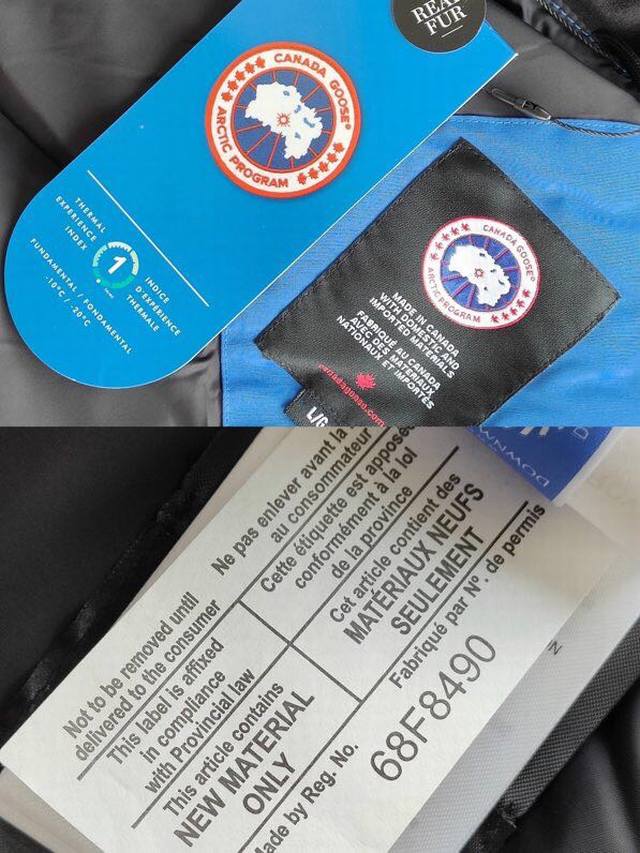 REAL
FUR
CANADA GOOSE®
ARCTIC PROGRAM
THERMAL
EXPERIENCE
INDEX
1
INDICE
D'EXPÉRIENCE
THERMALE
FUNDAMENTAL / FONDAMENTAL
-10°C / -20°C
CANADA GOOSE®
ARCTIC PROGRAM
MADE IN CANADA
WITH DOMESTIC AND
IMPORTED MATERIALS
FABRIQUÉ AU CANADA
AVEC DES MATÉRIAUX
NATIONAUX ET IMPORTÉS
canadagoose.com
L/G
DOWN
Not to be removed until
delivered to the consumer
This label is affixed
in compliance
with Provincial law
This article contains
NEW MATERIAL
ONLY
Made by Reg. No.
Ne pas enlever avant la
au consommateur
Cette étiquette est apposée
conformément à la loi
de la province
Cet article contient des
MATÉRIAUX NEUFS
SEULEMENT
Fabriqué par N°. de permis
68F8490
N